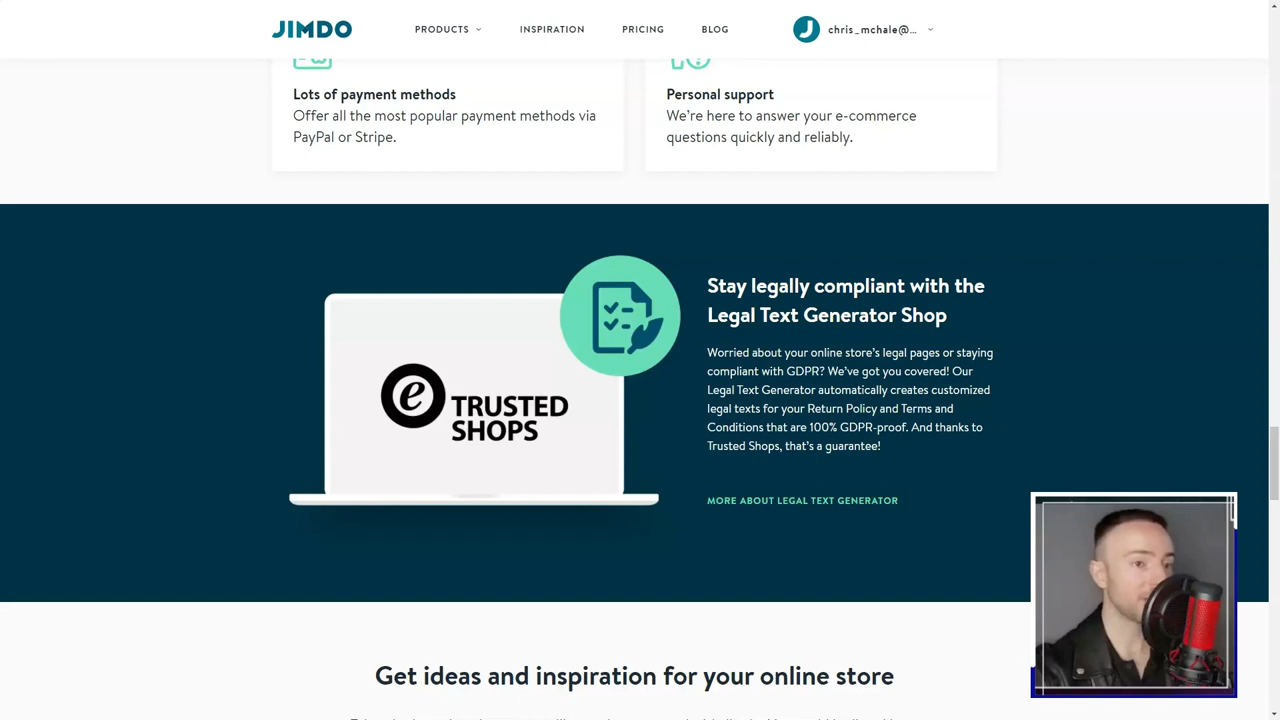 JIMDO
PRODUCTS
INSPIRATION
PRICING
BLOG
chris_mchale@...
Lots of payment methods
Offer all the most popular payment methods via
PayPal or Stripe.
Personal support
We're here to answer your e-commerce
questions quickly and reliably.
e TRUSTED
SHOPS
Stay legally compliant with the
Legal Text Generator Shop
Worried about your online store's legal pages or staying
compliant with GDPR? We've got you covered! Our
Legal Text Generator automatically creates customized
legal texts for your Return Policy and Terms and
Conditions that are 100% GDPR-proof. And thanks to
Trusted Shops, that's a guarantee!
MORE ABOUT LEGAL TEXT GENERATOR
Get ideas and inspiration for your online store